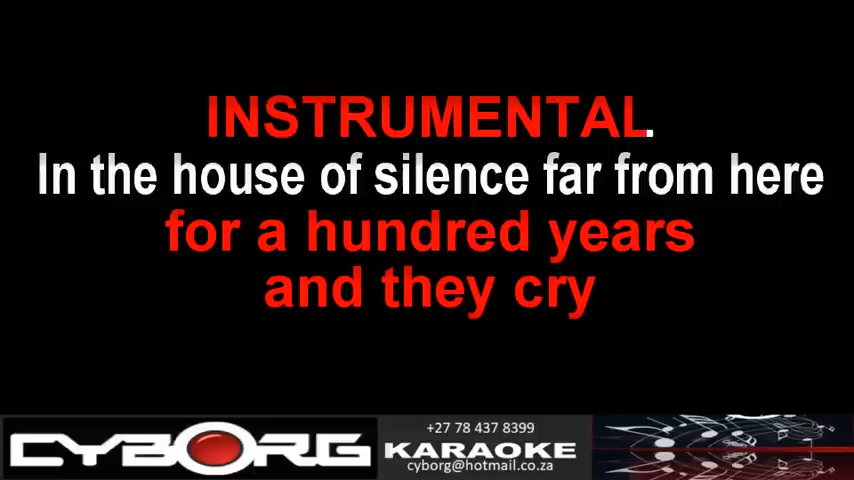 INSTRUMENTAL.
In the house of silence far from here
for a hundred years
and they cry
CYBORG
+27 78 437 8399
KARAOKE
cyborg@hotmail.co.za